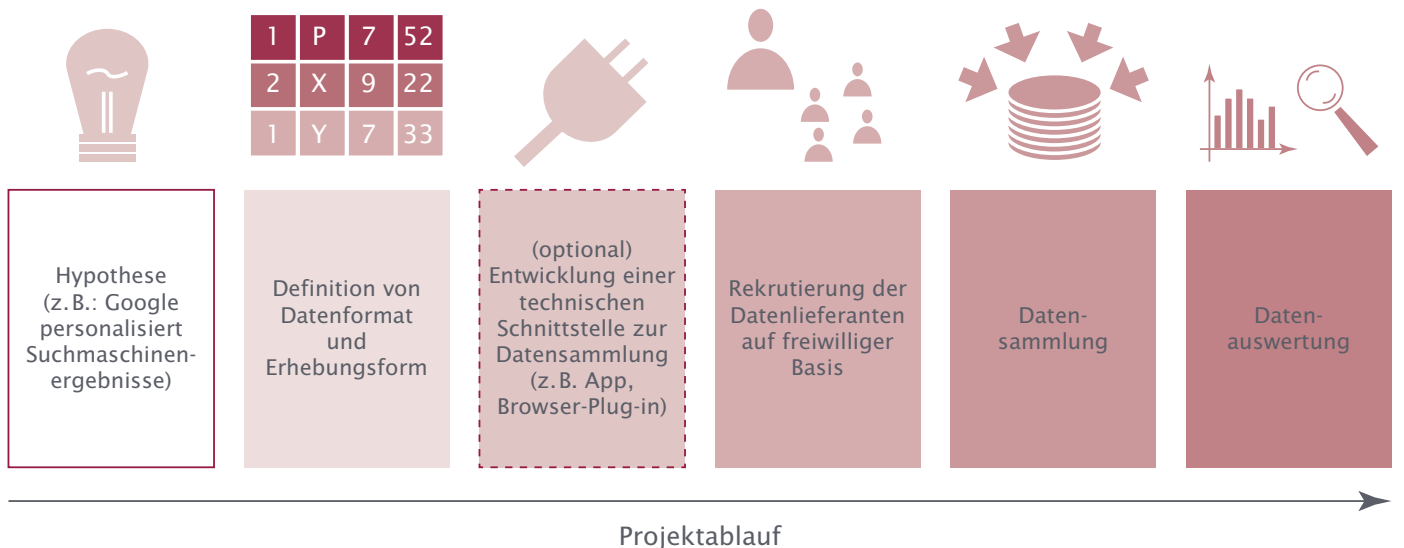 1 P 7 52
2 X 9 22
1 Y 7 33
Hypothese
(z. B.: Google
personalisiert
Suchmaschinen-
ergebnisse)
Definition von
Datenformat
und
Erhebungsform
(optional)
Entwicklung einer
technischen
Schnittstelle zur
Datensammlung
(z. B. App,
Browser-Plug-in)
Rekrutierung der
Datenlieferanten
auf freiwilliger
Basis
Daten-
sammlung
Daten-
auswertung
Projektablauf